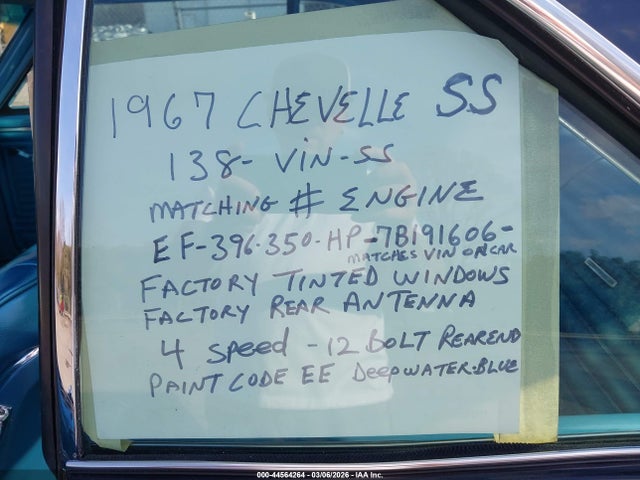 1967 CHEVELLE SS
138- VIN-SS
MATCHING # ENGINE
EF-396-350-HP-7B191606-
MATCHES VIN ON CAR
FACTORY TINTED WINDOWS
FACTORY REAR ANTENNA
4 SPEED - 12 BOLT REAREND
PAINT CODE EE DEEPWATER-BLUE
000-44564264 - 03/06/2026 - IAA Inc.